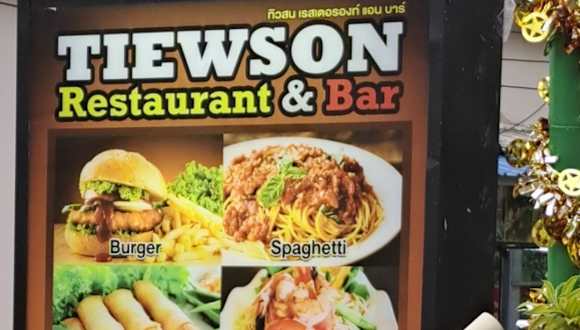 ทิวสน เรสเตอรองท์ แอน บาร์
TIEWSON
Restaurant & Bar
Burger
Spaghetti